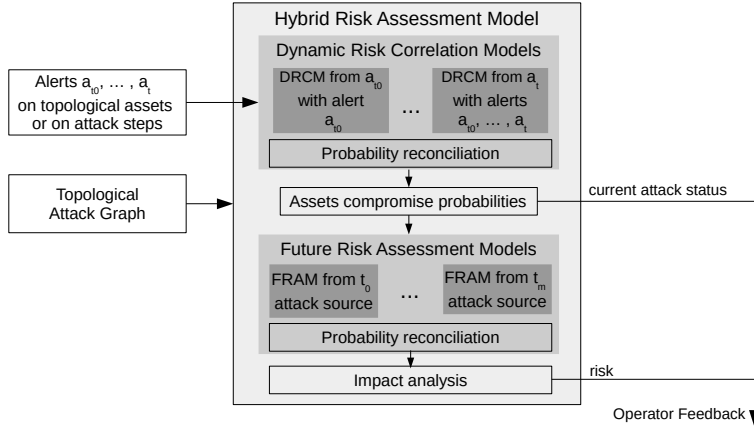 Hybrid Risk Assessment Model
Dynamic Risk Correlation Models
Alerts a_t0, … , a_t
on topological assets
or on attack steps
DRCM from a_t0
with alert
a_t0
...
DRCM from a_t
with alerts
a_t0, … , a_t
Probability reconciliation
Topological
Attack Graph
Assets compromise probabilities
current attack status
Future Risk Assessment Models
FRAM from t_0
attack source
...
FRAM from t_m
attack source
Probability reconciliation
Impact analysis
risk
Operator Feedback